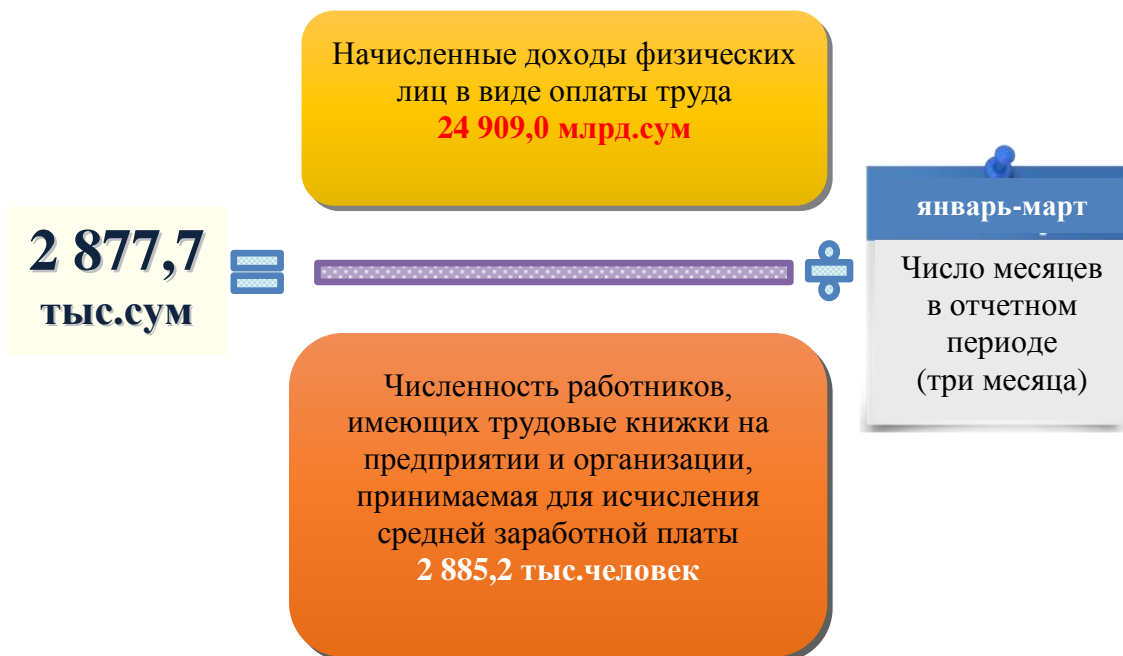 Начисленные доходы физических
лиц в виде оплаты труда
24 909,0 млрд.сум
2 877,7
тыс.сум
январь-март
Число месяцев
в отчетном
периоде
(три месяца)
Численность работников,
имеющих трудовые книжки на
предприятии и организации,
принимаемая для исчисления
средней заработной платы
2 885,2 тыс.человек